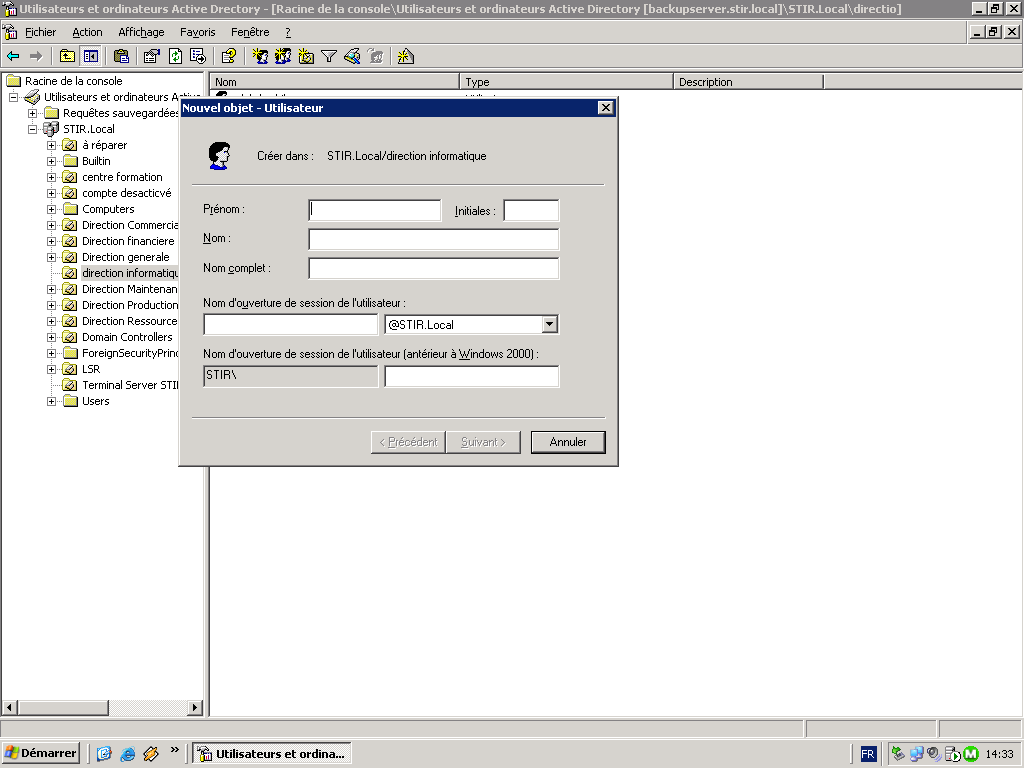 Utilisateurs et ordinateurs Active Directory - [Racine de la console\Utilisateurs et ordinateurs Active Directory [backupserver.stir.local]\STIR.Local\directio]
Fichier Action Affichage Favoris Fenêtre ?
Racine de la console
Utilisateurs et ordinateurs Active
Requêtes sauvegardées
STIR.Local
à réparer
Builtin
centre formation
compte desacticvé
Computers
Direction Commercia
Direction financiere
Direction generale
direction informatiqu
Direction Maintenan
Direction Production
Direction Ressource
Domain Controllers
ForeignSecurityPrinc
LSR
Terminal Server STI
Users
Nom Type Description
Nouvel objet - Utilisateur
Créer dans : STIR.Local/direction informatique
Prénom : Initiales :
Nom :
Nom complet :
Nom d'ouverture de session de l'utilisateur :
@STIR.Local
Nom d'ouverture de session de l'utilisateur (antérieur à Windows 2000) :
STIR\
< Précédent Suivant > Annuler
Démarrer » Utilisateurs et ordina... FR 14:33